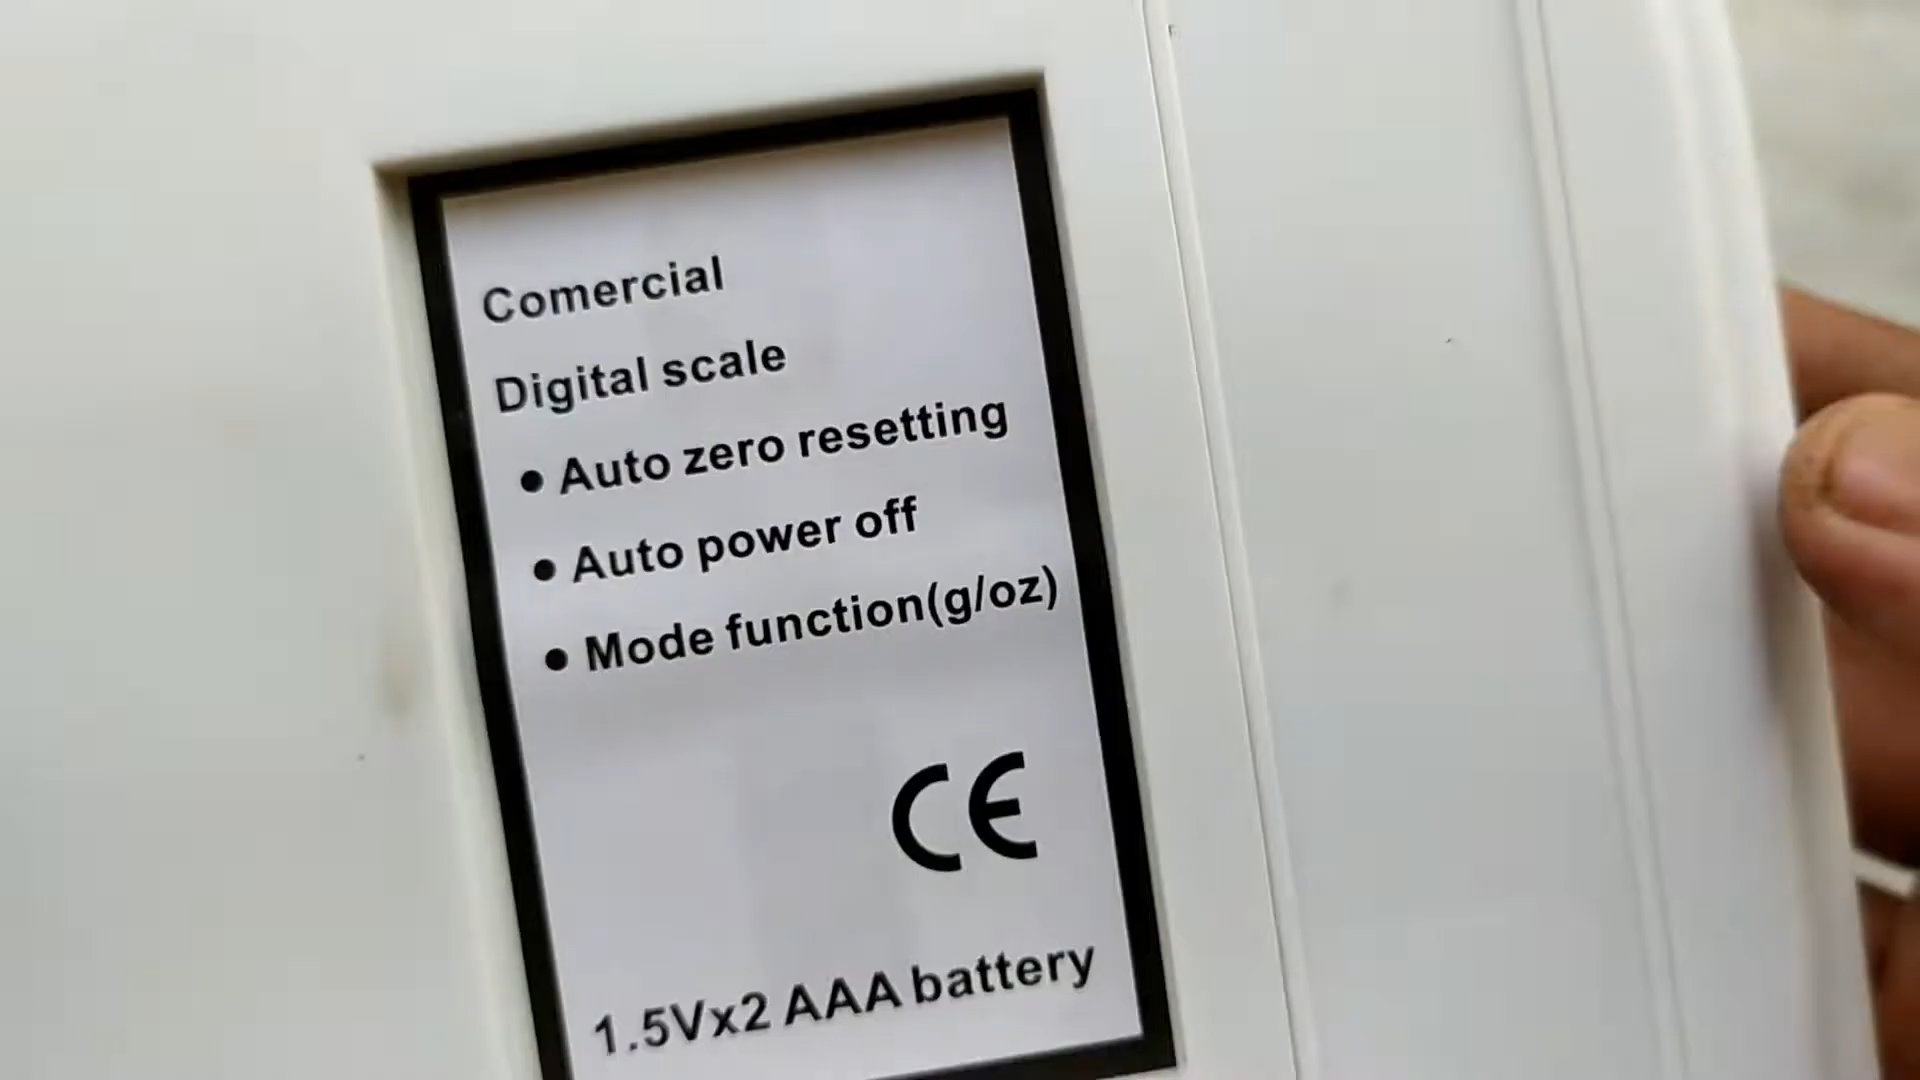 Comercial
Digital scale
• Auto zero resetting
• Auto power off
• Mode function(g/oz)
CE
1.5Vx2 AAA battery